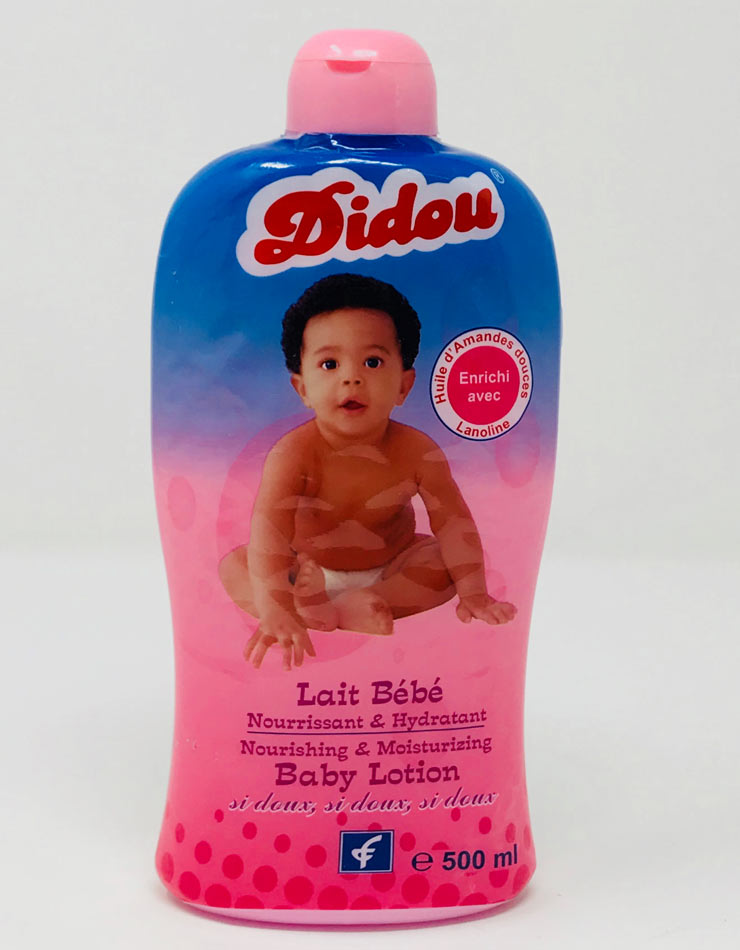 Didou®
Huile d'Amandes douces
Enrichi
avec
Lanoline
Lait Bébé
Nourrissant & Hydratant
Nourishing & Moisturizing
Baby Lotion
si doux, si doux, si doux
℮ 500 ml